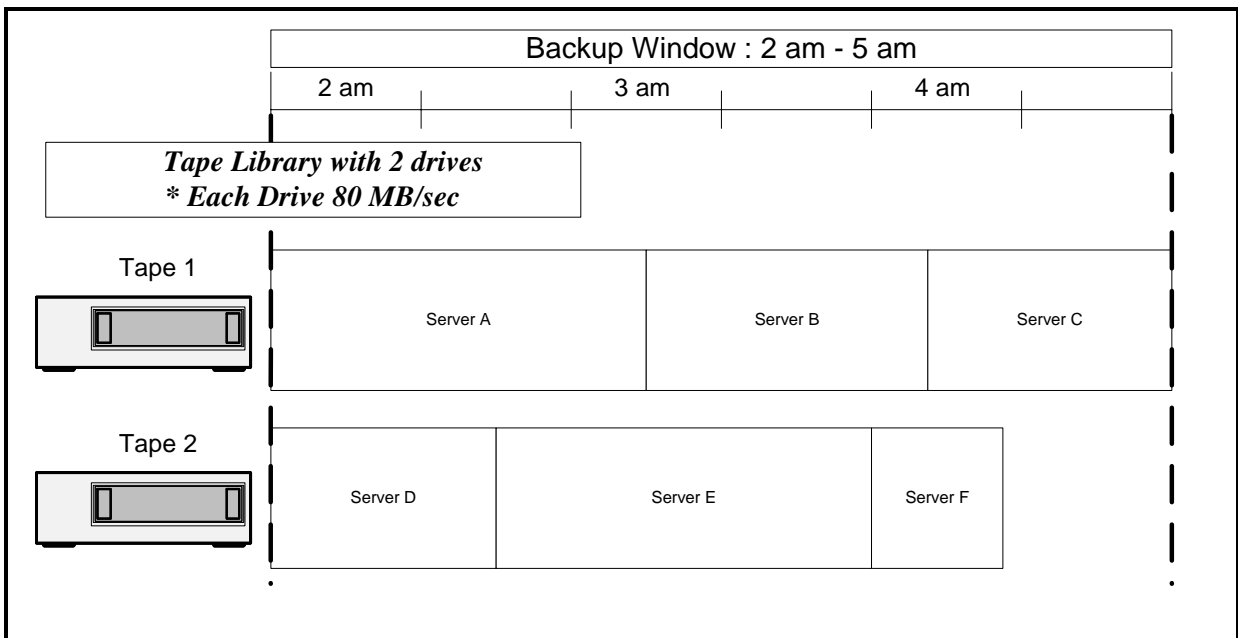 Backup Window : 2 am - 5 am
2 am 3 am 4 am
Tape Library with 2 drives
* Each Drive 80 MB/sec
Tape 1
Server A Server B Server C
Tape 2
Server D Server E Server F